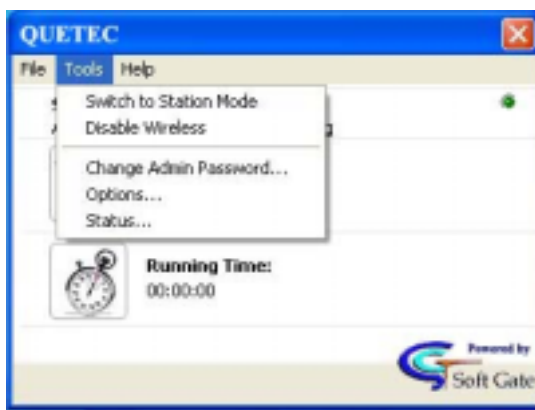 QUETEC
File Tools Help
Switch to Station Mode
Disable Wireless
Change Admin Password...
Options...
Status...
Running Time:
00:00:00
Powered by
Soft Gate